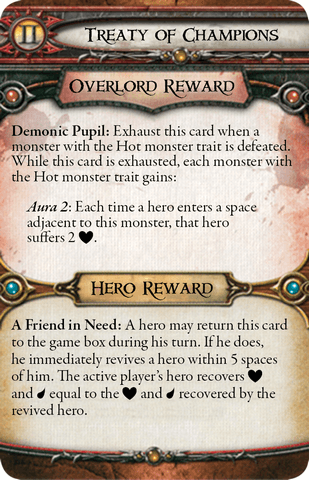 II
Treaty of Champions
Overlord Reward
Demonic Pupil: Exhaust this card when a
monster with the Hot monster trait is defeated.
While this card is exhausted, each monster with
the Hot monster trait gains:
Aura 2: Each time a hero enters a space
adjacent to this monster, that hero
suffers 2 ♥.
Hero Reward
A Friend in Need: A hero may return this card
to the game box during his turn. If he does,
he immediately revives a hero within 5 spaces
of him. The active player's hero recovers ♥
and equal to the ♥ and recovered by the
revived hero.